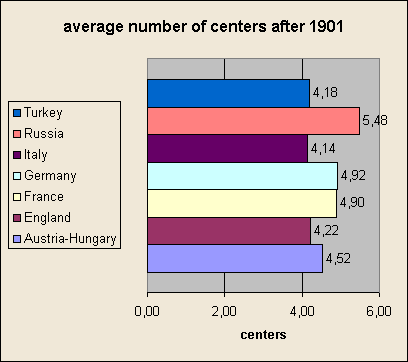 average number of centers after 1901
Turkey
Russia
Italy
Germany
France
England
Austria-Hungary
4,18
5,48
4,14
4,92
4,90
4,22
4,52
0,00 2,00 4,00 6,00
centers